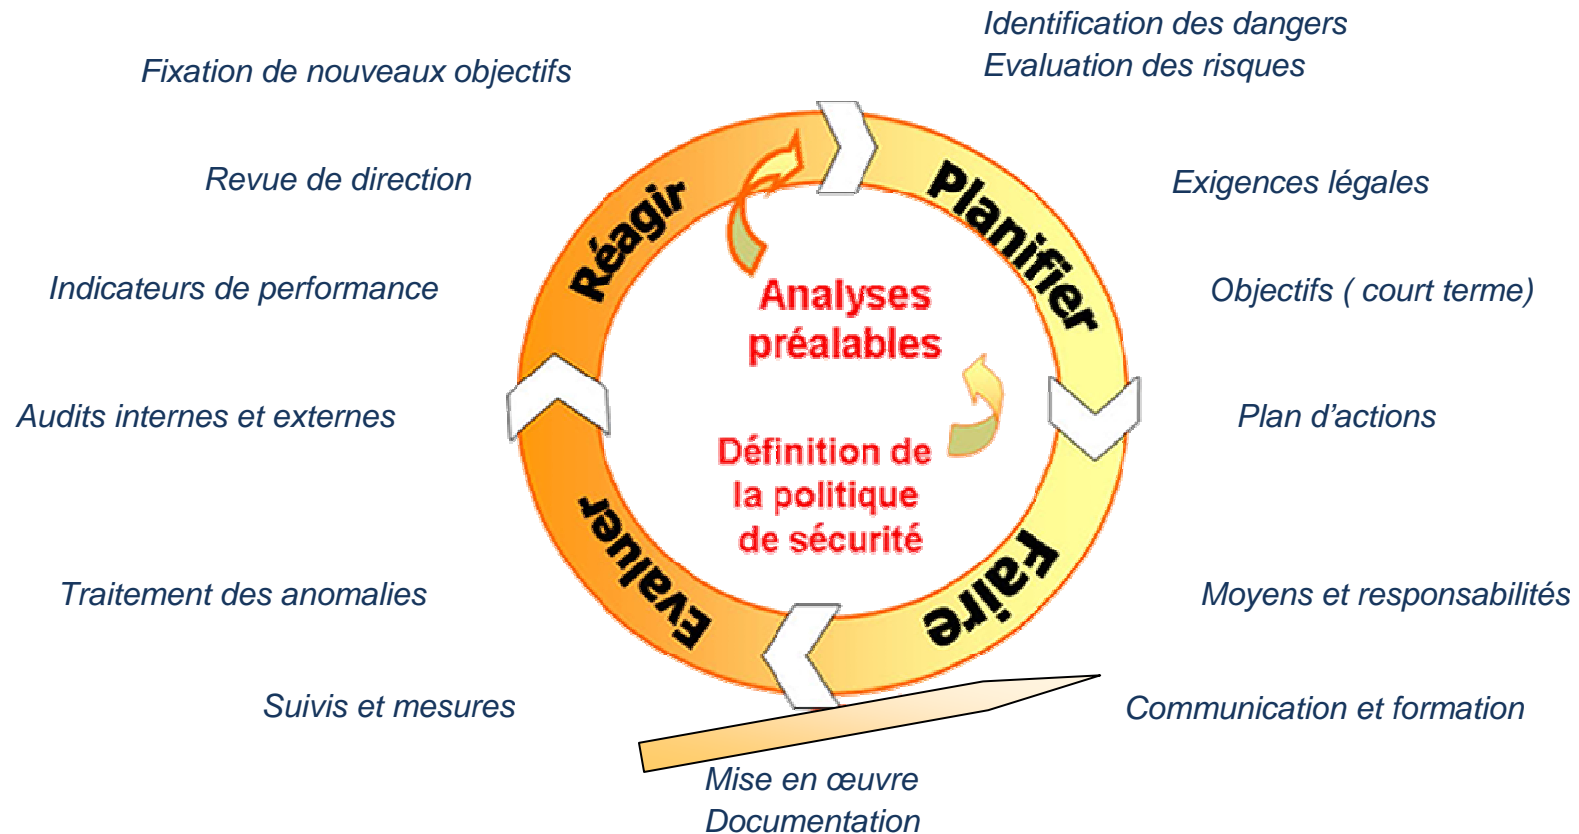 Identification des dangers
Evaluation des risques
Fixation de nouveaux objectifs
Revue de direction
Exigences légales
Planifier
Réagir
Indicateurs de performance
Analyses
préalables
Objectifs ( court terme)
Audits internes et externes
Plan d’actions
Définition de
la politique
de sécurité
Evaluer
Faire
Traitement des anomalies
Moyens et responsabilités
Suivis et mesures
Communication et formation
Mise en œuvre
Documentation